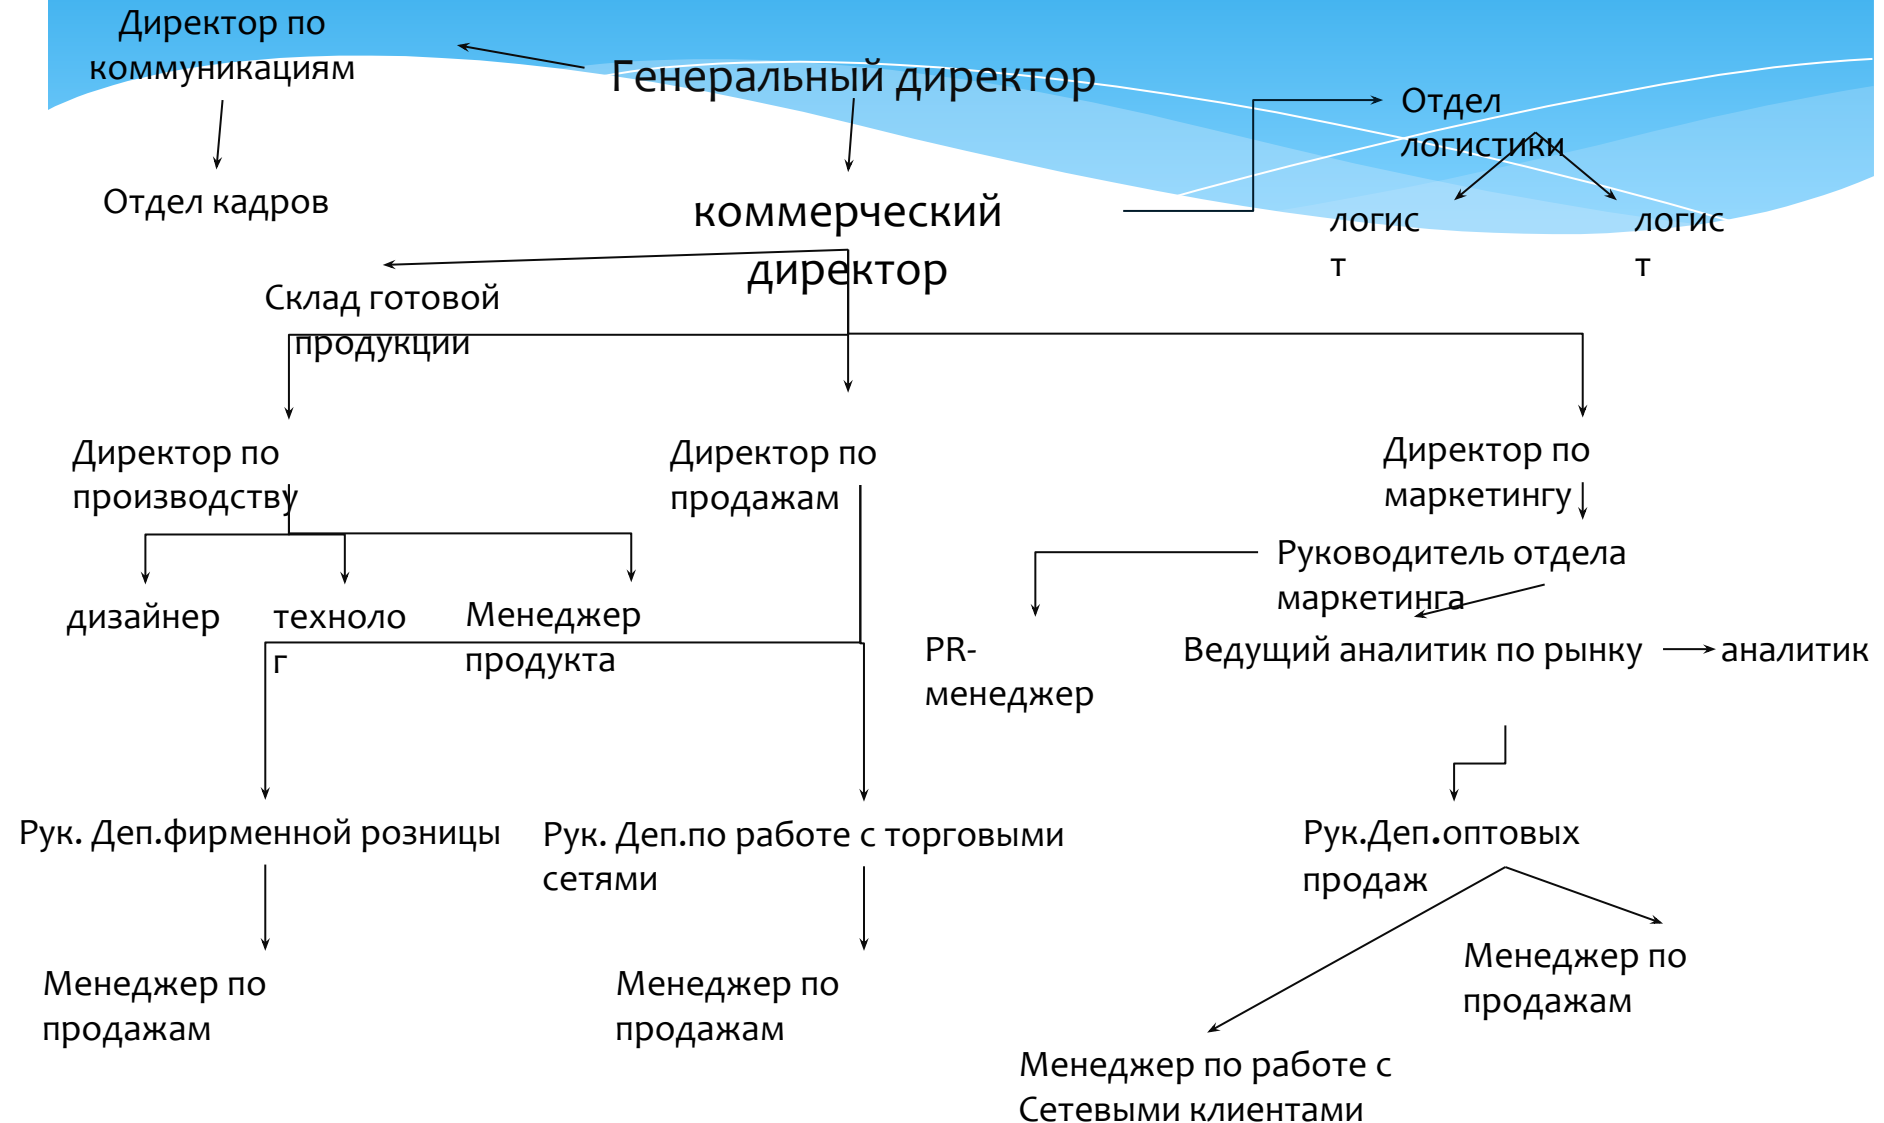 Директор по
коммуникациям
Генеральный директор
Отдел
логистики
Отдел кадров
коммерческий
директор
логис
т
логис
т
Склад готовой
продукции
Директор по
производству
Директор по
продажам
Директор по
маркетингу
Руководитель отдела
маркетинга
дизайнер
техноло
г
Менеджер
продукта
PR-
менеджер
Ведущий аналитик по рынку
аналитик
Рук. Деп.фирменной розницы
Рук. Деп.по работе с торговыми
сетями
Рук.Деп.оптовых
продаж
Менеджер по
продажам
Менеджер по
продажам
Менеджер по
продажам
Менеджер по работе с
Сетевыми клиентами